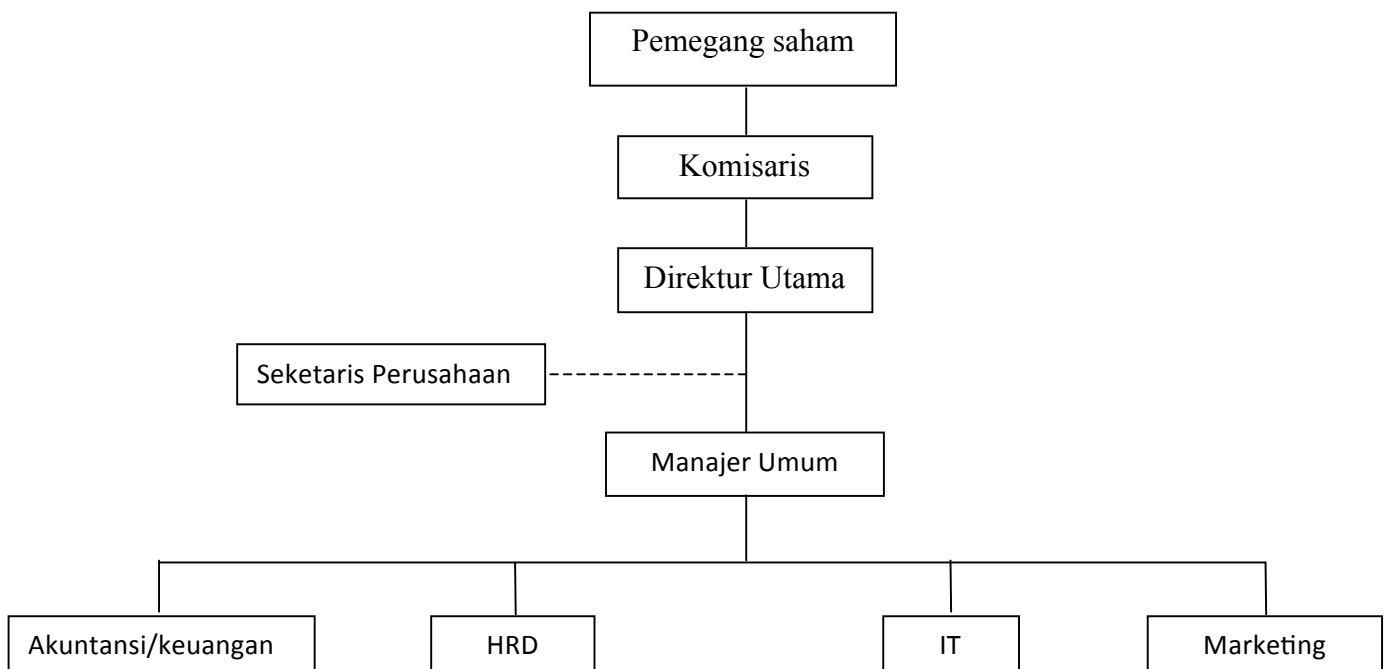 Pemegang saham
Komisaris
Direktur Utama
Seketaris Perusahaan
Manajer Umum
Akuntansi/keuangan
HRD
IT
Marketing